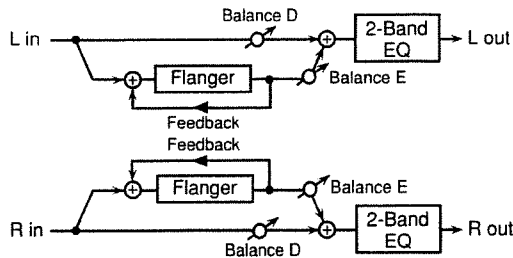 Balance D
L in
2-Band
EQ
L out
Flanger
Balance E
Feedback
Feedback
Flanger
Balance E
R in
2-Band
EQ
R out
Balance D